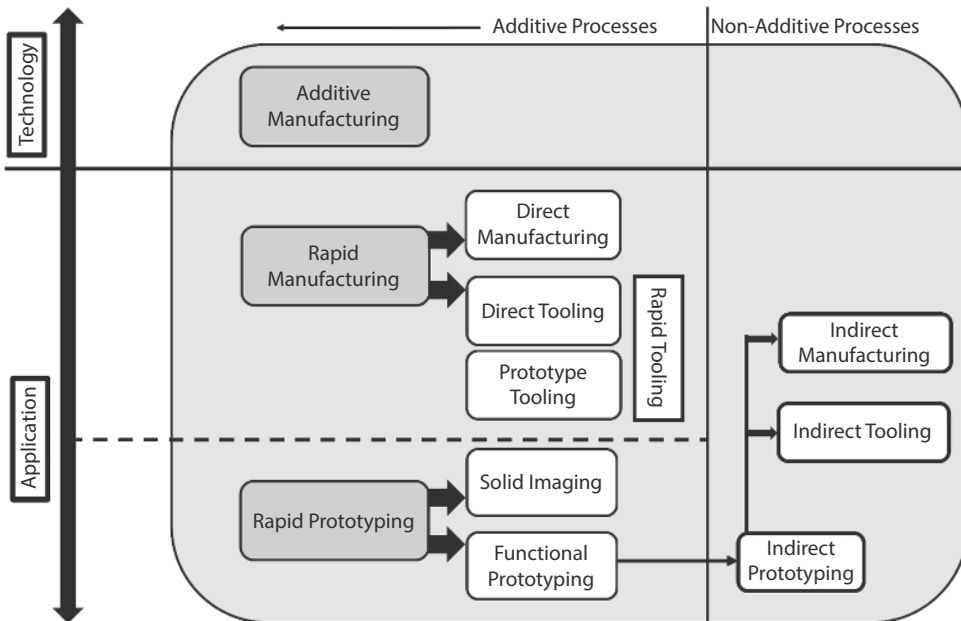 Additive Processes
Non-Additive Processes
Technology
Additive
Manufacturing
Direct
Manufacturing
Rapid
Manufacturing
Direct Tooling
Rapid Tooling
Prototype
Tooling
Indirect
Manufacturing
Indirect Tooling
Application
Solid Imaging
Rapid Prototyping
Functional
Prototyping
Indirect
Prototyping